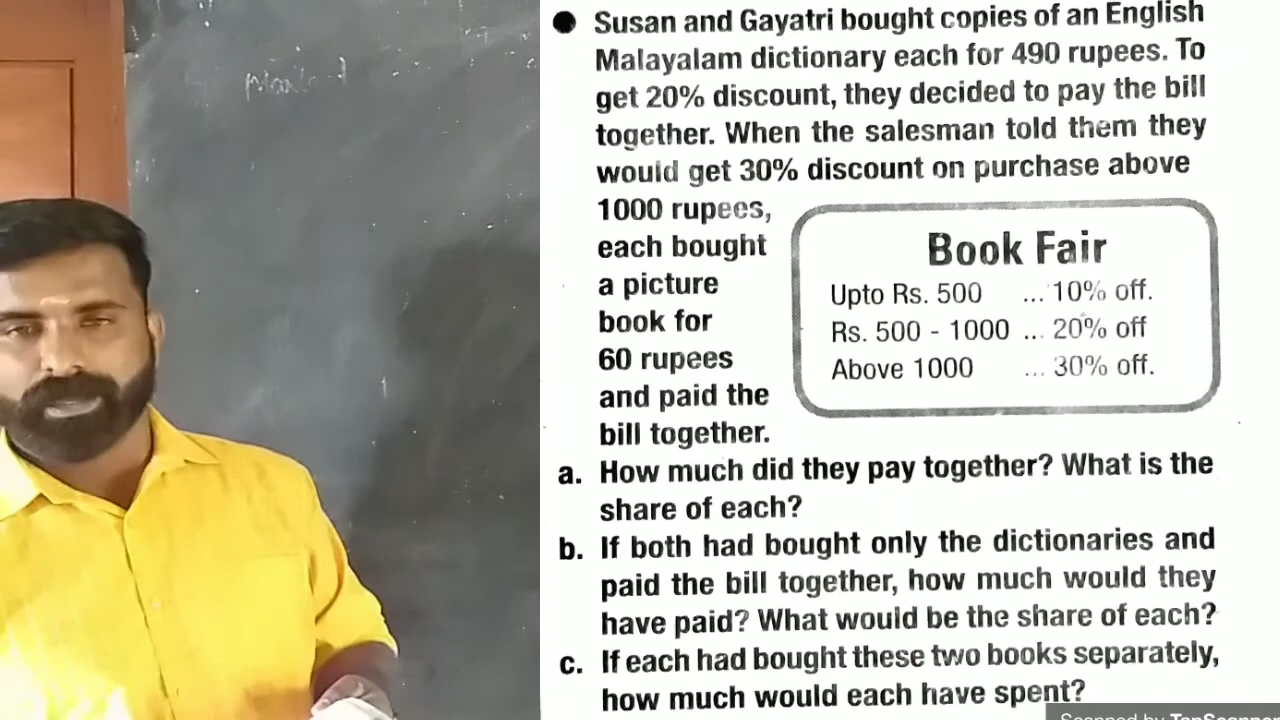 ● Susan and Gayatri bought copies of an English
Malayalam dictionary each for 490 rupees. To
get 20% discount, they decided to pay the bill
together. When the salesman told them they
would get 30% discount on purchase above
1000 rupees,
each bought
a picture
book for
60 rupees
and paid the
bill together.
Book Fair
Upto Rs. 500 ... 10% off.
Rs. 500 - 1000 ... 20% off
Above 1000 ... 30% off.
a. How much did they pay together? What is the
share of each?
b. If both had bought only the dictionaries and
paid the bill together, how much would they
have paid? What would be the share of each?
c. If each had bought these two books separately,
how much would each have spent?